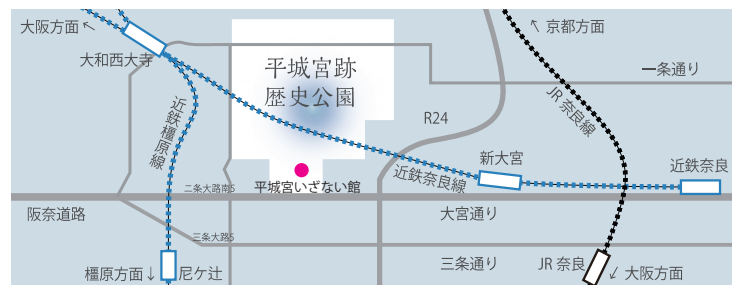 大阪方面←
京都方面
大和西大寺
平城宮跡
歴史公園
一条通り
近鉄橿原線
R24
JR 奈良線
新大宮
近鉄奈良
近鉄奈良線
二条大路南5
平城宮いざない館
阪奈道路
大宮通り
三条大路5
橿原方面↓
尼ケ辻
三条通り
JR 奈良
大阪方面